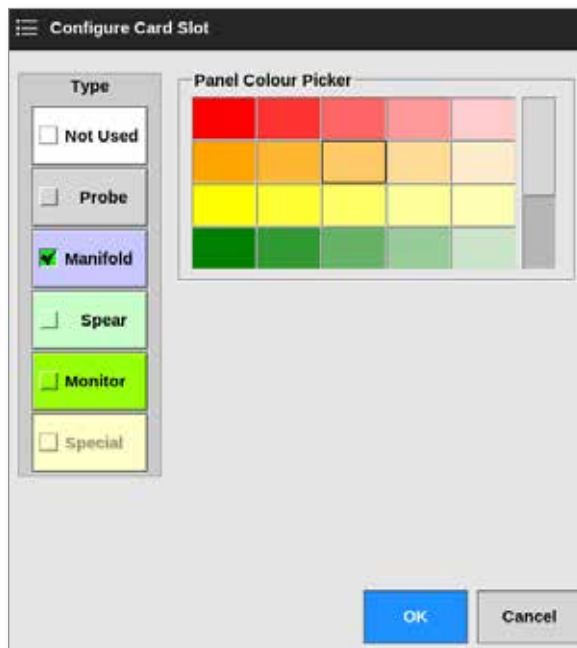 Configure Card Slot
Type
Panel Colour Picker
Not Used
Probe
Manifold
Spear
Monitor
Special
OK
Cancel